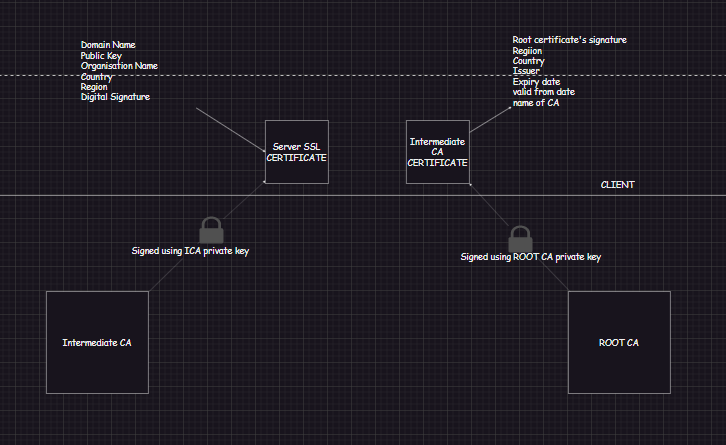 Domain Name
Public Key
Organisation Name
Country
Region
Digital Signature
Root certificate's signature
Regiion
Country
Issuer
Expiry date
valid from date
name of CA
Server SSL
CERTIFICATE
Intermediate
CA
CERTIFICATE
CLIENT
Signed using ICA private key
Signed using ROOT CA private key
Intermediate CA
ROOT CA